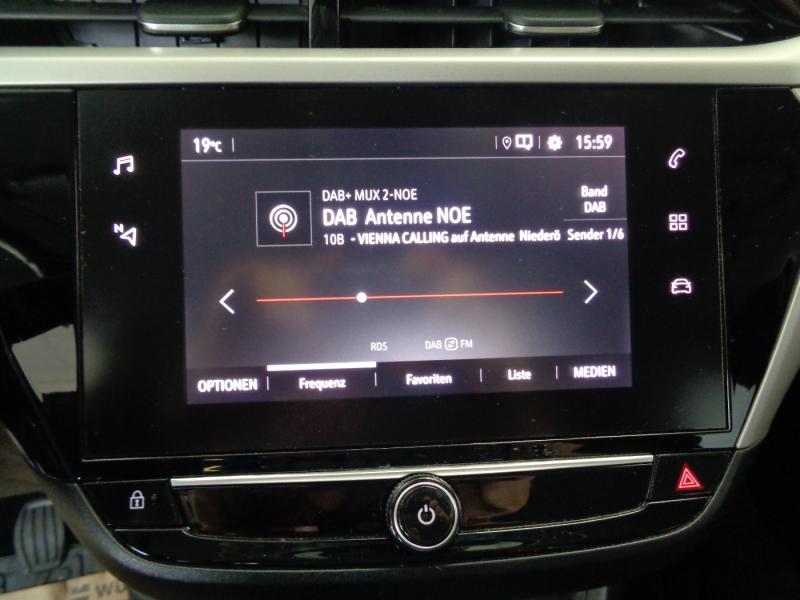 19°C 15:59
N
DAB+ MUX 2-NOE
Band
DAB
DAB Antenne NOE
10B - VIENNA CALLING auf Antenne Niederö
Sender 1/6
RDS DAB FM
OPTIONEN Frequenz Favoriten Liste MEDIEN